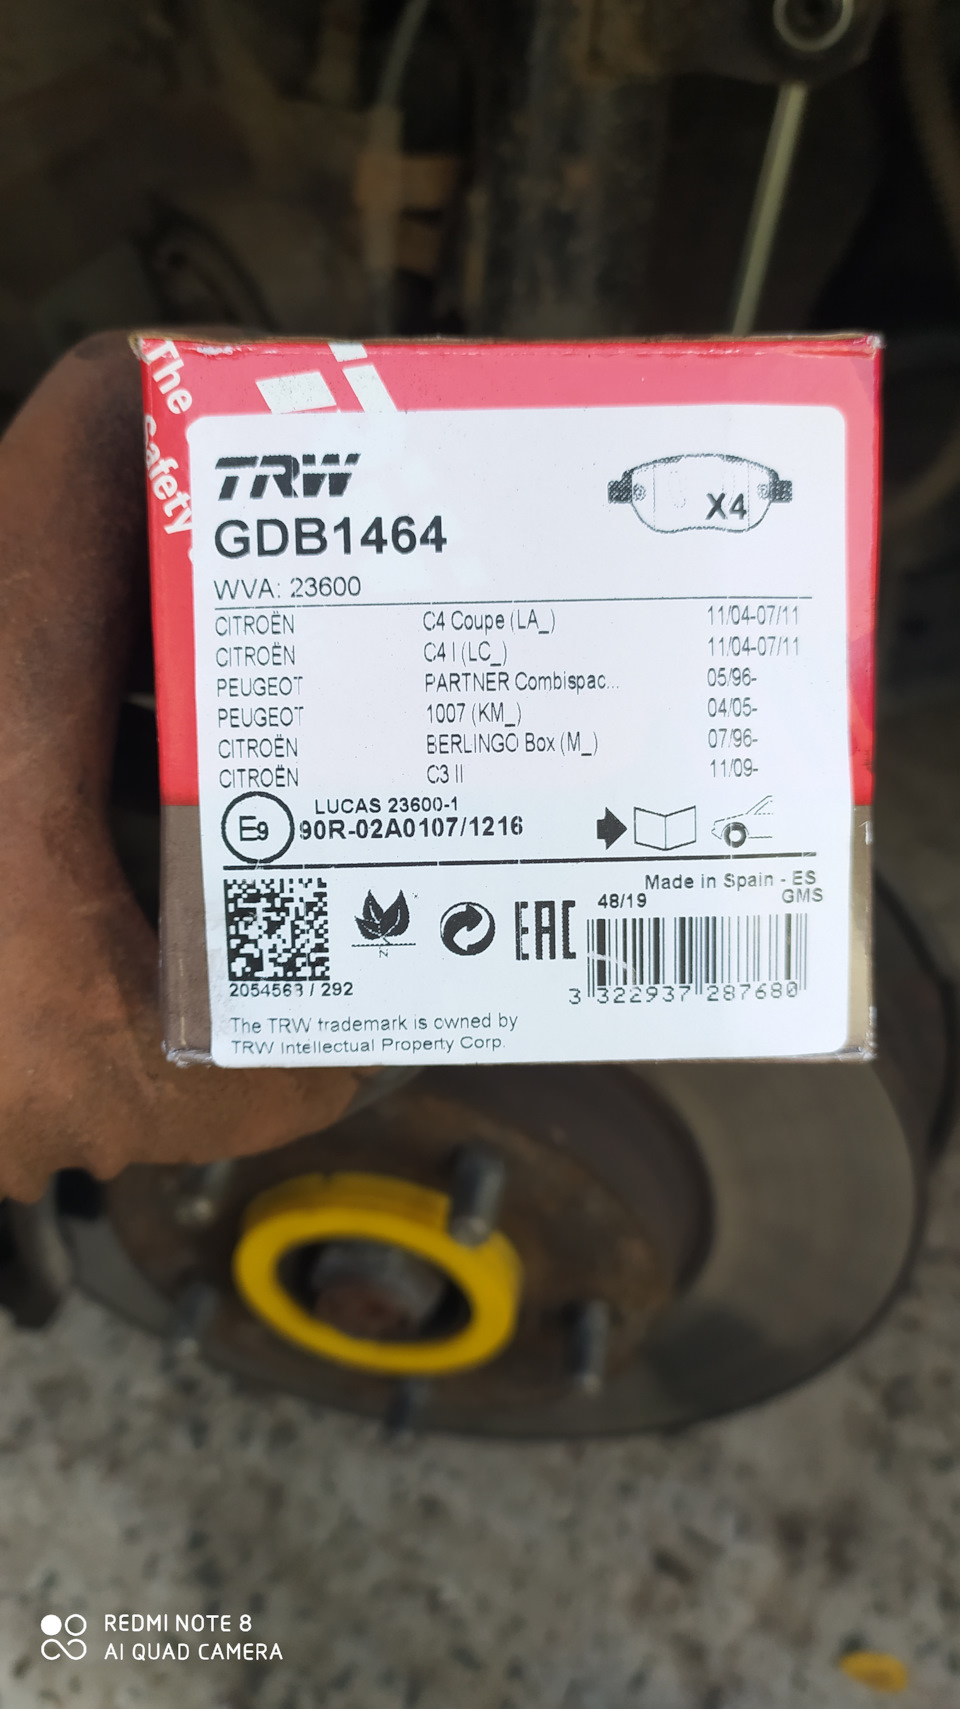 The
Safety
TRW
GDB1464
X4
WVA: 23600
CITROËN C4 Coupe (LA_) 11/04-07/11
CITROËN C4 I (LC_) 11/04-07/11
PEUGEOT PARTNER Combispac... 05/96-
PEUGEOT 1007 (KM_) 04/05-
CITROËN BERLINGO Box (M_) 07/96-
CITROËN C3 II 11/09-
LUCAS 23600-1
E9 90R-02A0107/1216
Made in Spain - ES
48/19 GMS
N
EAC
2054563 / 292
3 322937 287680
The TRW trademark is owned by
TRW Intellectual Property Corp.
REDMI NOTE 8
AI QUAD CAMERA